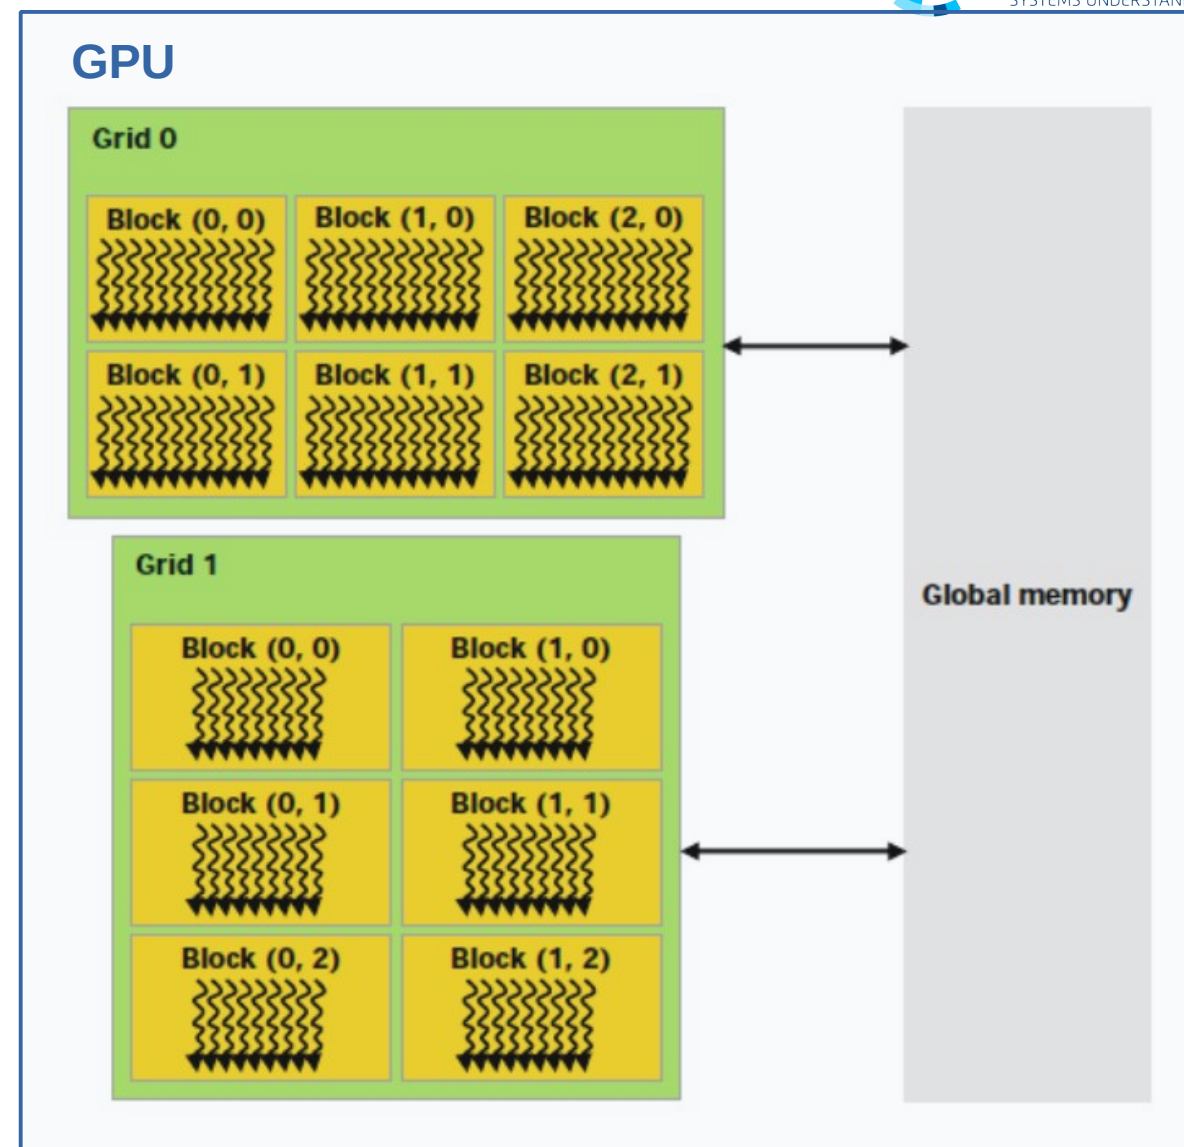 SYSTEMS UNDERSTAN
GPU
Grid 0
Block (0, 0) Block (1, 0) Block (2, 0)
Block (0, 1) Block (1, 1) Block (2, 1)
Grid 1
Global memory
Block (0, 0) Block (1, 0)
Block (0, 1) Block (1, 1)
Block (0, 2) Block (1, 2)